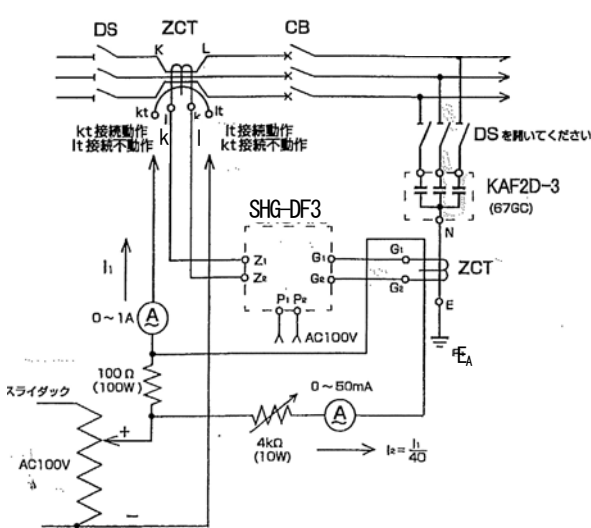 DS
ZCT
CB
K
L
kt
l
k
lt
kt接続動作
lt接続不動作
k
l
lt接続動作
kt接続不動作
DSを開いてください
KAF2D-3
(67GC)
SHG-DF3
N
Z1
Z2
G1
G2
G1
G2
ZCT
P1 P2
E
I1
0~1A
A
AC100V
EA
100Ω
(100W)
0~50mA
スライダック
+
A
4kΩ
(10W)
I2=I1/40
AC100V
−